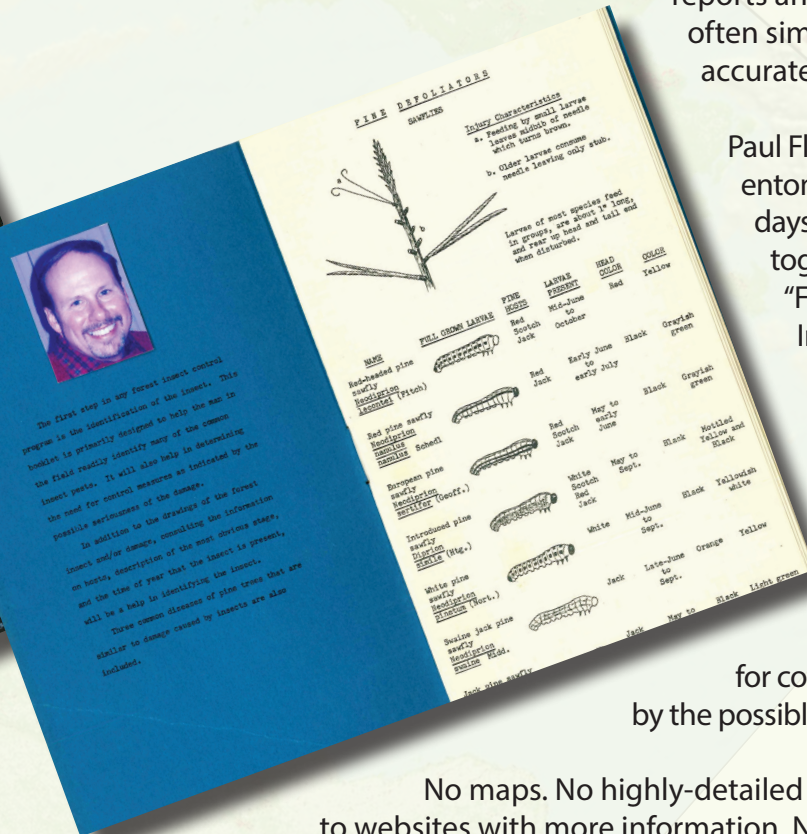 The first step in any forest insect control
program is the identification of the insect. This
booklet is primarily designed to help the man in
the field readily identify many of the common
insect pests. It will also help in determining
the need for control measures as indicated by the
possible seriousness of the damage.
In addition to the drawings of the forest
insect and/or damage, consulting the information
on hosts, description of the most obvious stage,
and the time of year that the insect is present,
will be a help in identifying the insect.
Three common diseases of pine trees that are
similar to damage caused by insects are also
included.
PINE DEFOLIATORS
SAWFLIES
Injury Characteristics
a. Feeding by small larvae
leaves midbib of needle
which turns brown.
b. Older larvae consume
needle leaving only stub.
a
b
Larvae of most species feed
in groups, are about 1" long,
and rear up head and tail end
when disturbed.
NAME FULL GROWN LARVAE PINE HOSTS LARVAE PRESENT HEAD COLOR COLOR
Red-headed pine
sawfly
Neodiprion
lecontei (Fitch)
Red
Scotch
Jack
Mid-June
to
October
Red
Yellow
Red pine sawfly
Neodiprion
nannulus
nanulus Schedl
Red
Jack
Early June
to
early July
Black
Grayish
green
European pine
sawfly
Neodiprion
sertifer (Geoff.)
Red
Scotch
Jack
May to
early
June
Black
Grayish
green
Introduced pine
sawfly
Diprion
simile (Htg.)
White
Scotch
Red
Jack
May to
Sept.
Black
Mottled
Yellow and
Black
White pine
sawfly
Neodiprion
pinetum (Nort.)
White
Mid-June
to
Sept.
Black
Yellowish
white
Swaine jack pine
sawfly
Neodiprion
swaine Midd.
Jack
Late-June
to
Sept.
Orange
Yellow
Jack pine sawfly
Jack
May to
Black
Light green
reports an
often sim
accurate
Paul Fl
days
tog
"F
In
for co
by the possibl
No maps. No highly-detailed
to websites with more information. N